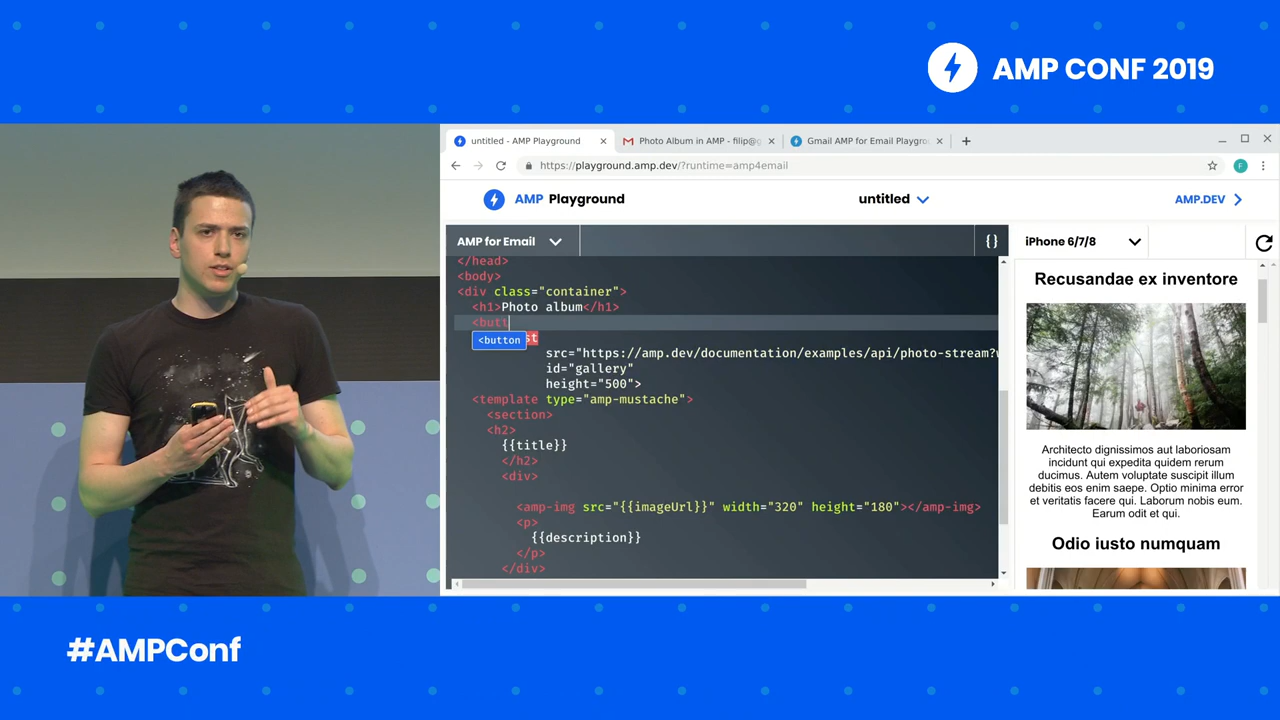 AMP CONF 2019
untitled - AMP Playground
Photo Album in AMP - filip@g
Gmail AMP for Email Playgrou
https://playground.amp.dev/?runtime=amp4email
F
AMP Playground
untitled
AMP.DEV
AMP for Email
{}
iPhone 6/7/8
</head>
<body>
<div class="container">
<h1>Photo album</h1>
<butt
<button
st
src="https://amp.dev/documentation/examples/api/photo-stream?w
id="gallery"
height="500">
<template type="amp-mustache">
<section>
<h2>
{{title}}
</h2>
<div>
<amp-img src="{{imageUrl}}" width="320" height="180"></amp-img>
<p>
{{description}}
</p>
</div>
Recusandae ex inventore
Architecto dignissimos aut laboriosam
incidunt qui expedita quidem rerum
ducimus. Autem voluptate suscipit illum
debitis eos enim saepe. Optio minima error
et veritatis facere qui. Laborum nobis eum.
Earum odit et qui.
Odio iusto numquam
#AMPConf